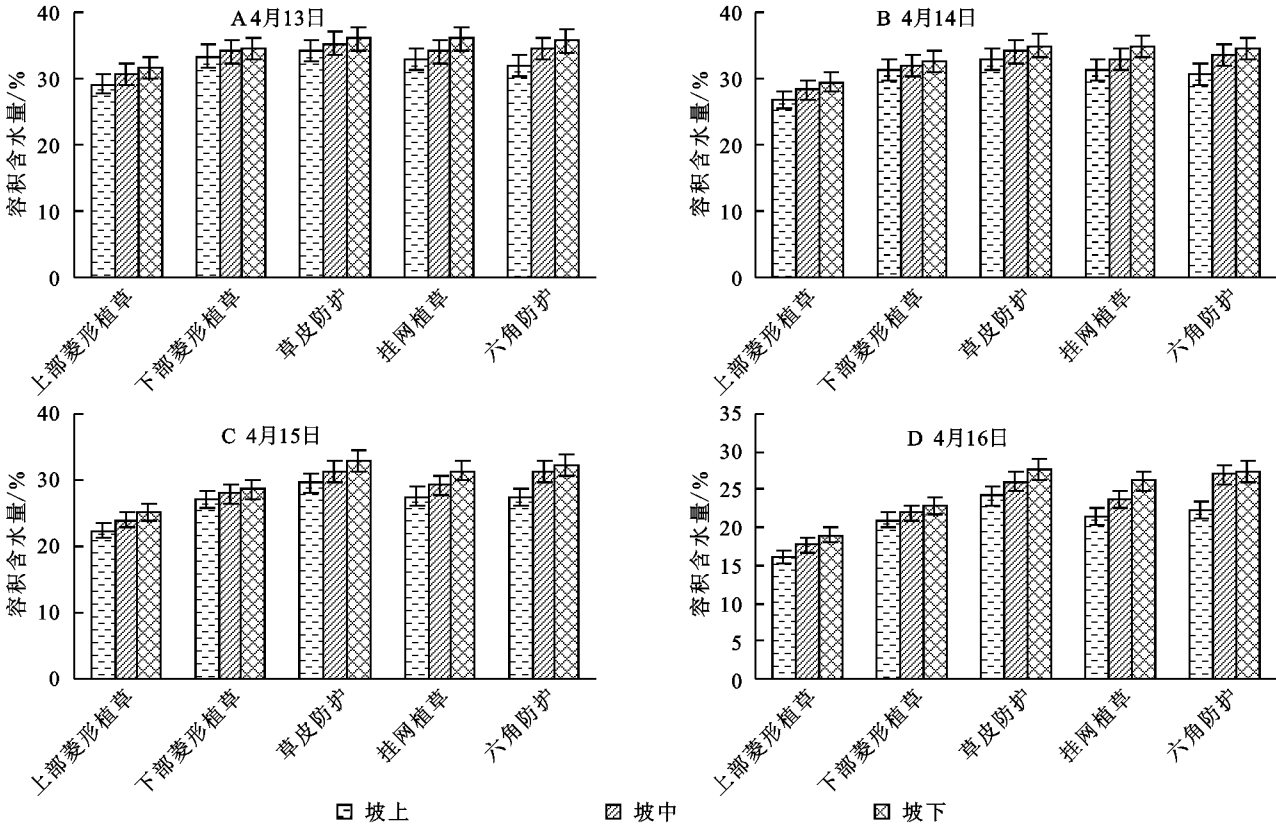 A 4月13日
容积含水量/%
40
30
20
10
0
上部菱形植草
下部菱形植草
草皮防护
挂网植草
六角防护
B 4月14日
容积含水量/%
40
30
20
10
0
上部菱形植草
下部菱形植草
草皮防护
挂网植草
六角防护
C 4月15日
容积含水量/%
40
30
20
10
0
上部菱形植草
下部菱形植草
草皮防护
挂网植草
六角防护
D 4月16日
容积含水量/%
35
30
25
20
15
10
5
0
上部菱形植草
下部菱形植草
草皮防护
挂网植草
六角防护
坡上 坡中 坡下